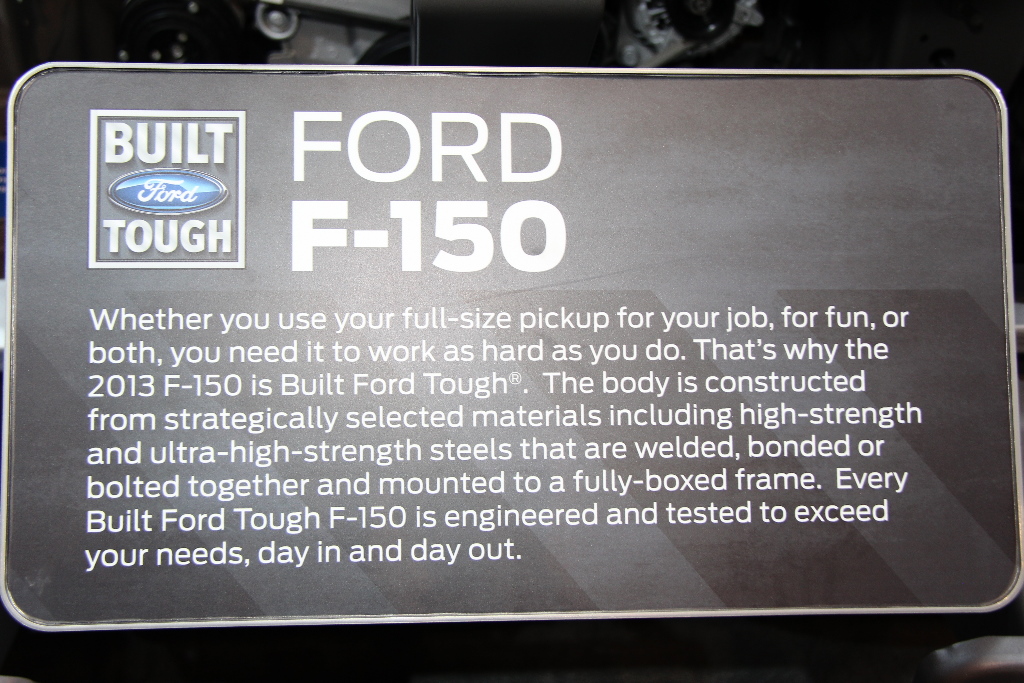 BUILT
Ford
TOUGH
FORD
F-150
Whether you use your full-size pickup for your job, for fun, or
both, you need it to work as hard as you do. That's why the
2013 F-150 is Built Ford Tough®. The body is constructed
from strategically selected materials including high-strength
and ultra-high-strength steels that are welded, bonded or
bolted together and mounted to a fully-boxed frame. Every
Built Ford Tough F-150 is engineered and tested to exceed
your needs, day in and day out.